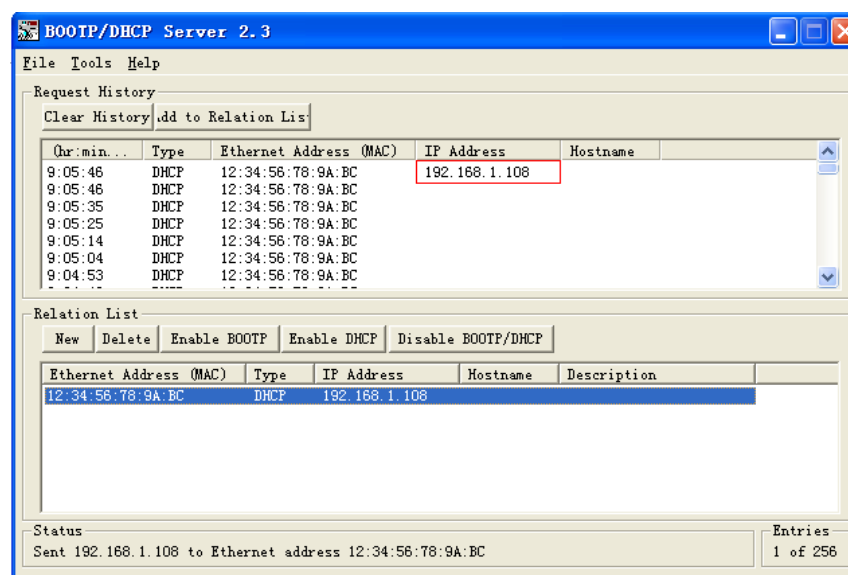 BOOTP/DHCP Server 2.3
File Tools Help
Request History
Clear History dd to Relation Lis
(hr:min... Type Ethernet Address (MAC) IP Address Hostname
9:05:46 DHCP 12:34:56:78:9A:BC 192.168.1.108
9:05:46 DHCP 12:34:56:78:9A:BC
9:05:35 DHCP 12:34:56:78:9A:BC
9:05:25 DHCP 12:34:56:78:9A:BC
9:05:14 DHCP 12:34:56:78:9A:BC
9:05:04 DHCP 12:34:56:78:9A:BC
9:04:53 DHCP 12:34:56:78:9A:BC
Relation List
New Delete Enable BOOTP Enable DHCP Disable BOOTP/DHCP
Ethernet Address (MAC) Type IP Address Hostname Description
12:34:56:78:9A:BC DHCP 192.168.1.108
Status
Sent 192.168.1.108 to Ethernet address 12:34:56:78:9A:BC
Entries
1 of 256